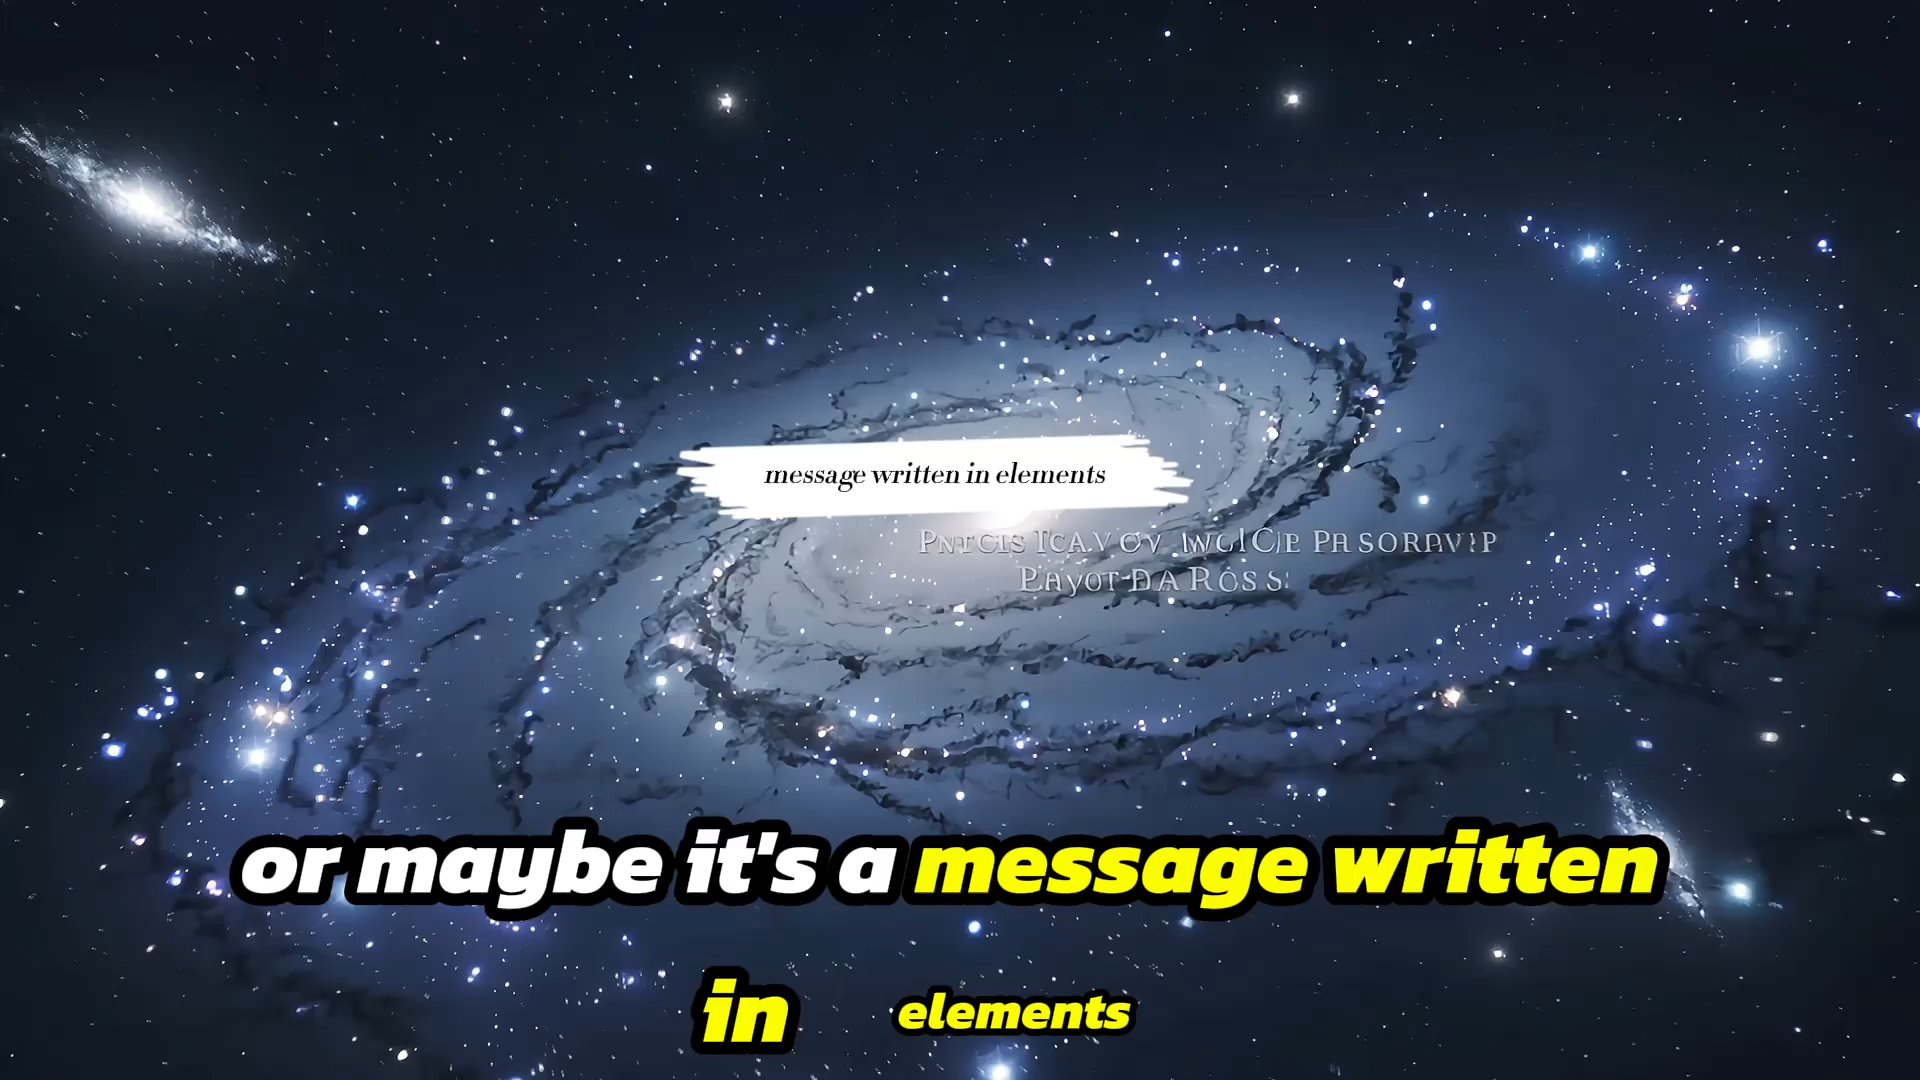 message written in elements
or maybe it's a message written
in elements